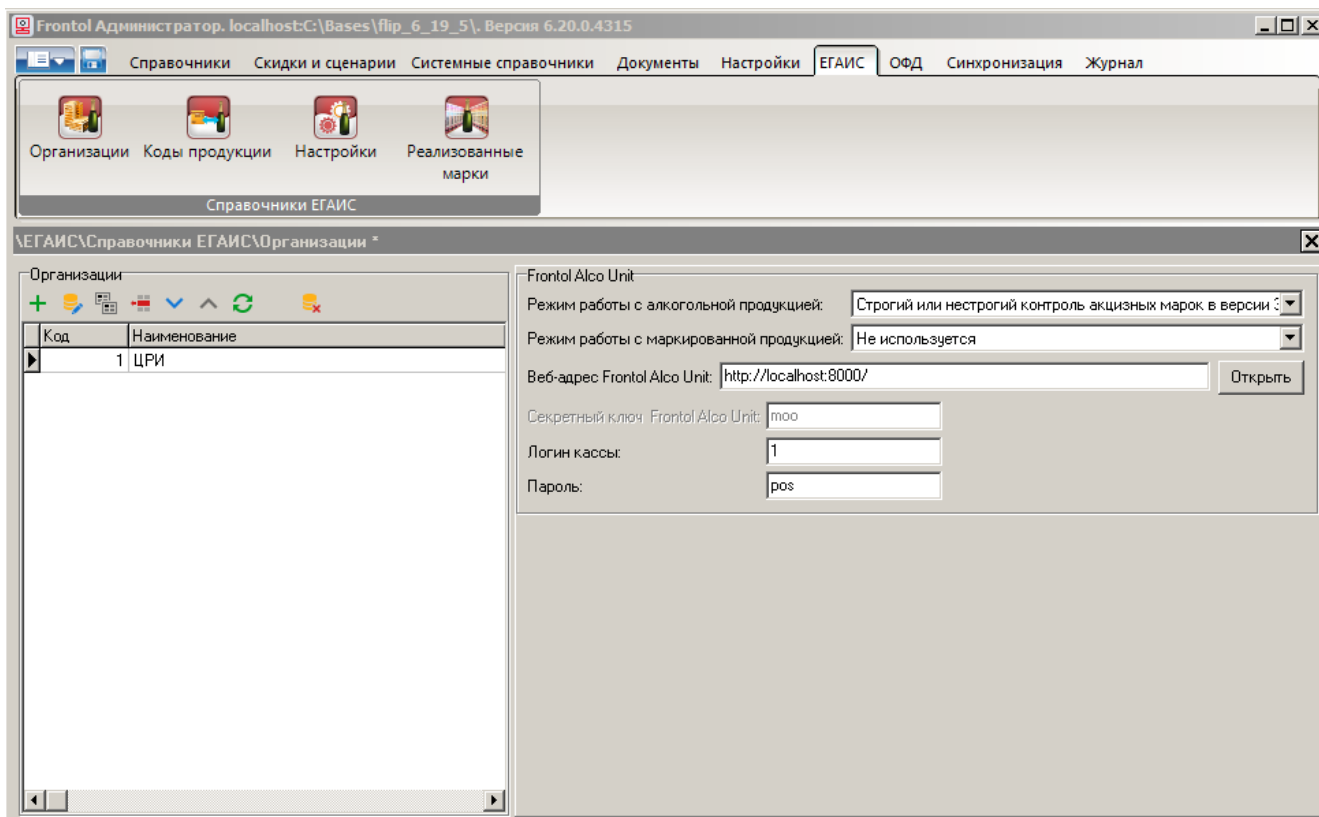 Frontol Администратор. localhost:C:\Bases\flip_6_19_5\. Версия 6.20.0.4315
Справочники Скидки и сценарии Системные справочники Документы Настройки ЕГАИС ОФД Синхронизация Журнал
Организации Коды продукции Настройки Реализованные
марки
Справочники ЕГАИС
\ЕГАИС\Справочники ЕГАИС\Организации *
Организации
Код Наименование
1 ЦРИ
Frontol Alco Unit
Режим работы с алкогольной продукцией: Строгий или нестрогий контроль акцизных марок в версии
Режим работы с маркированной продукцией: Не используется
Веб-адрес Frontol Alco Unit: http://localhost:8000/ Открыть
Секретный ключ Frontol Alco Unit: moo
Логин кассы: 1
Пароль: pos